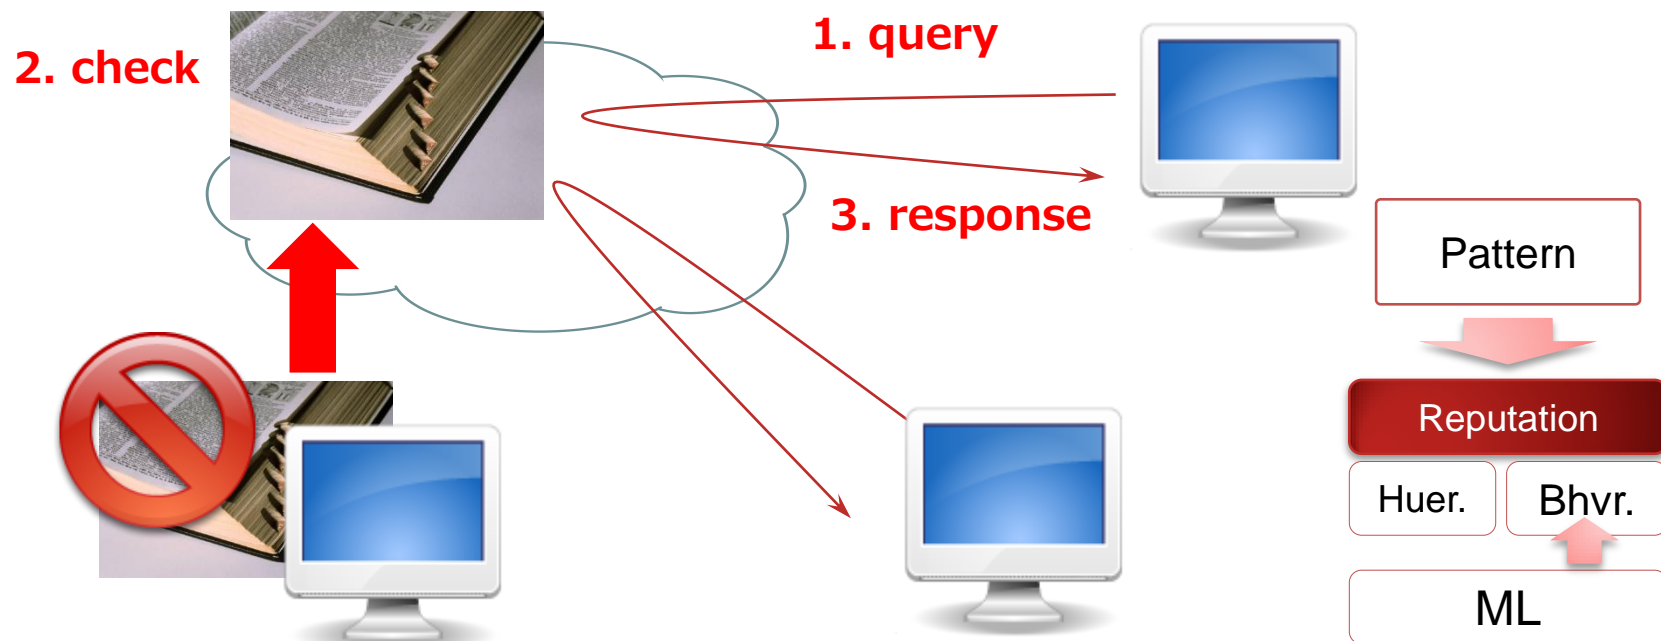 1. query
2. check
3. response
Pattern
Reputation
Huer.
Bhvr.
ML